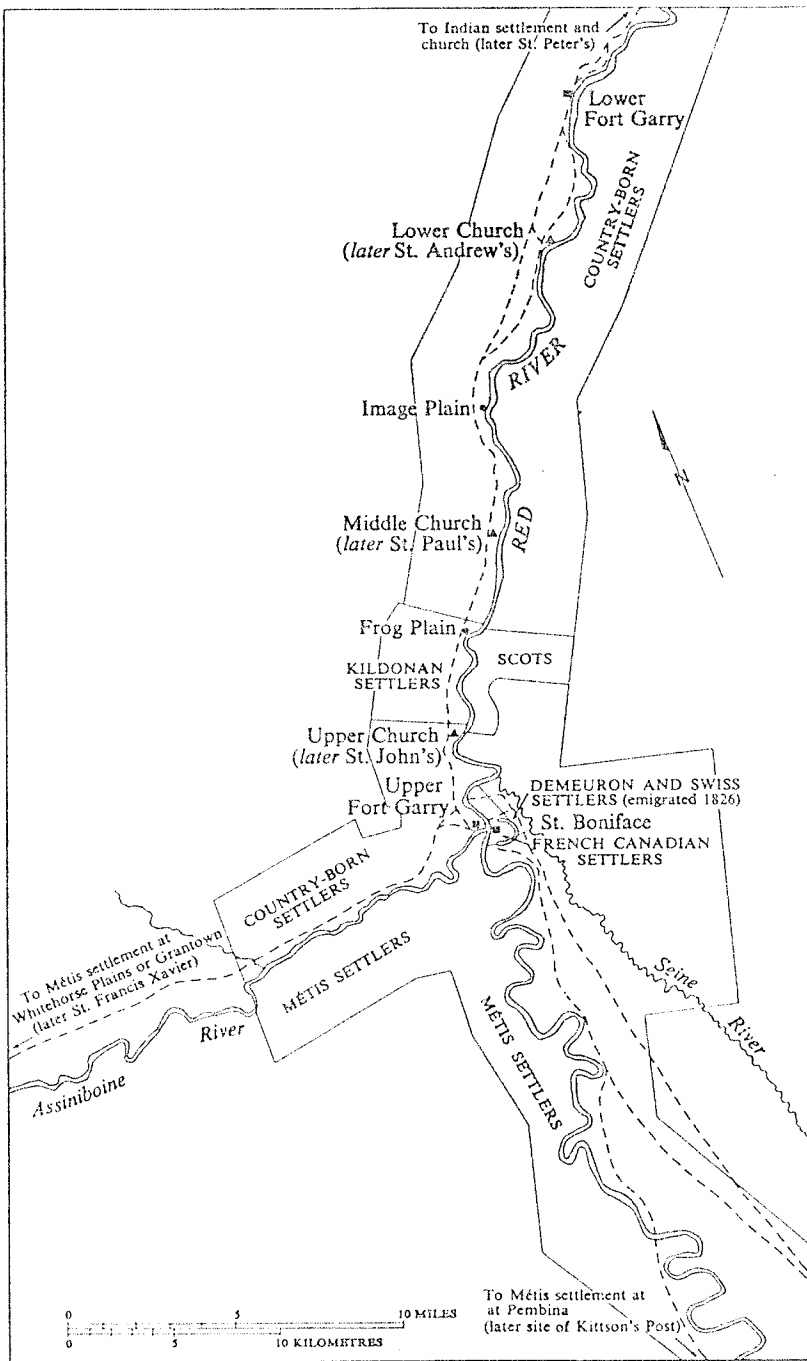 To Indian settlement and
church (later St. Peter's)
Lower
Fort Garry
COUNTRY-BORN
SETTLERS
Lower Church
(later St. Andrew's)
RIVER
Image Plain
N
Middle Church
(later St. Paul's)
RED
Frog Plain
SCOTS
KILDONAN
SETTLERS
Upper Church
(later St. John's)
Upper
Fort Garry
DEMEURON AND SWISS
SETTLERS (emigrated 1826)
St. Boniface
FRENCH CANADIAN
SETTLERS
COUNTRY-BORN
SETTLERS
MÉTIS SETTLERS
To Métis settlement at
Whitehorse Plains or Grantown
(later St. Francis Xavier)
River
Assiniboine
Seine
River
MÉTIS SETTLERS
0 5 10 MILES
0 5 10 KILOMETRES
To Métis settlement at
at Pembina
(later site of Kittson's Post)